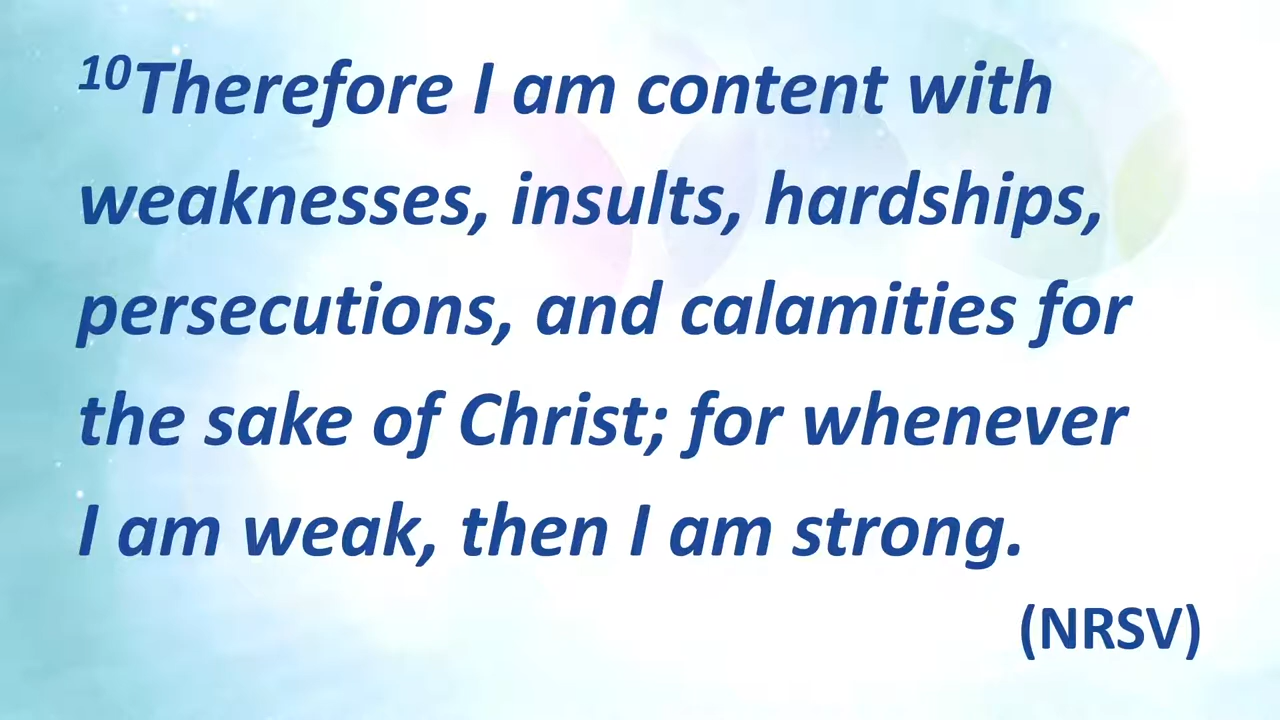 ¹⁰Therefore I am content with
weaknesses, insults, hardships,
persecutions, and calamities for
the sake of Christ; for whenever
I am weak, then I am strong.
(NRSV)